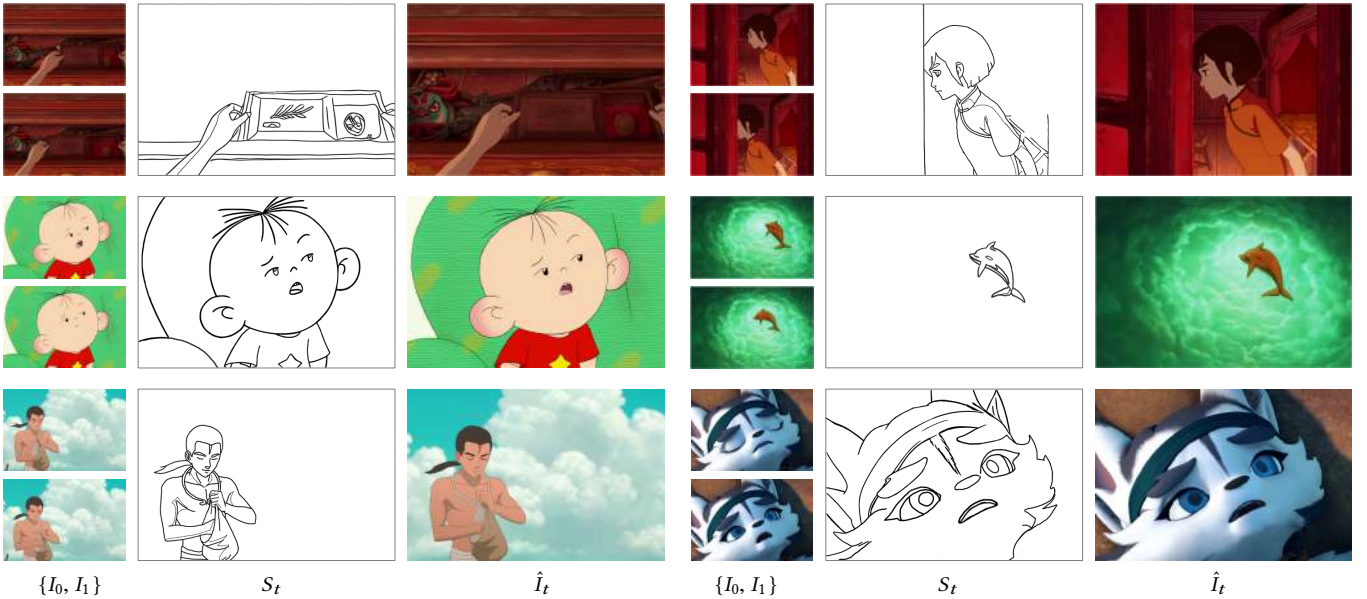 {I₀, I₁} Sₜ Îₜ {I₀, I₁} Sₜ Îₜ